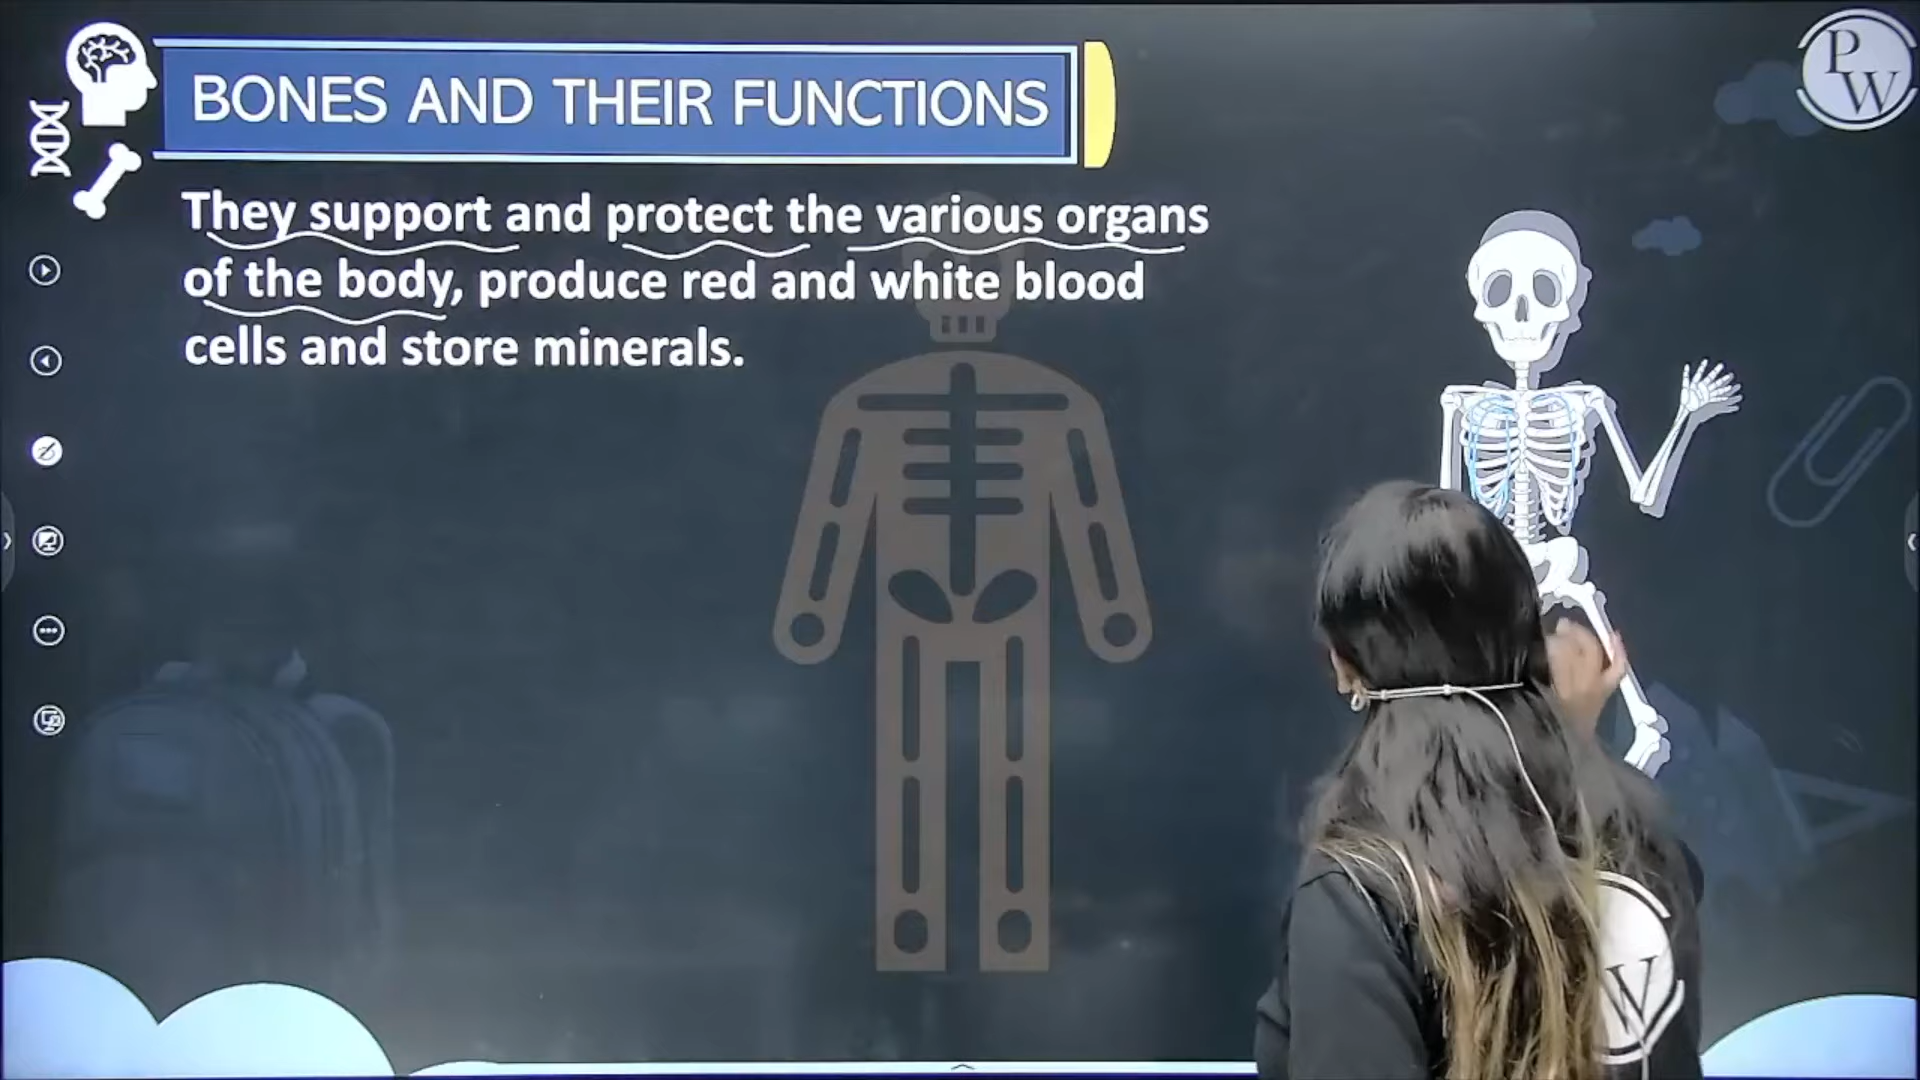 BONES AND THEIR FUNCTIONS
PW
They support and protect the various organs
of the body, produce red and white blood
cells and store minerals.
W